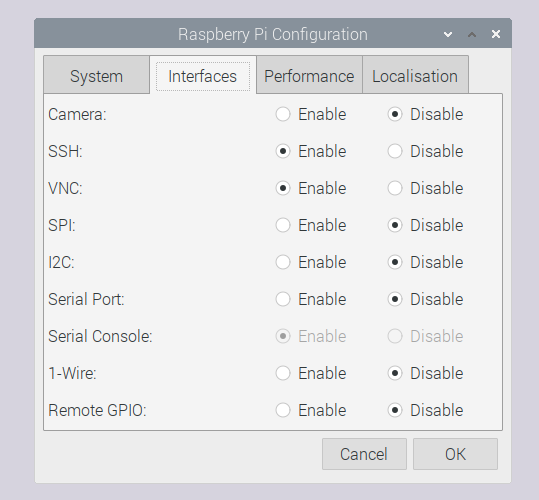 Raspberry Pi Configuration
System Interfaces Performance Localisation
Camera: Enable Disable
SSH: Enable Disable
VNC: Enable Disable
SPI: Enable Disable
I2C: Enable Disable
Serial Port: Enable Disable
Serial Console: Enable Disable
1-Wire: Enable Disable
Remote GPIO: Enable Disable
Cancel OK